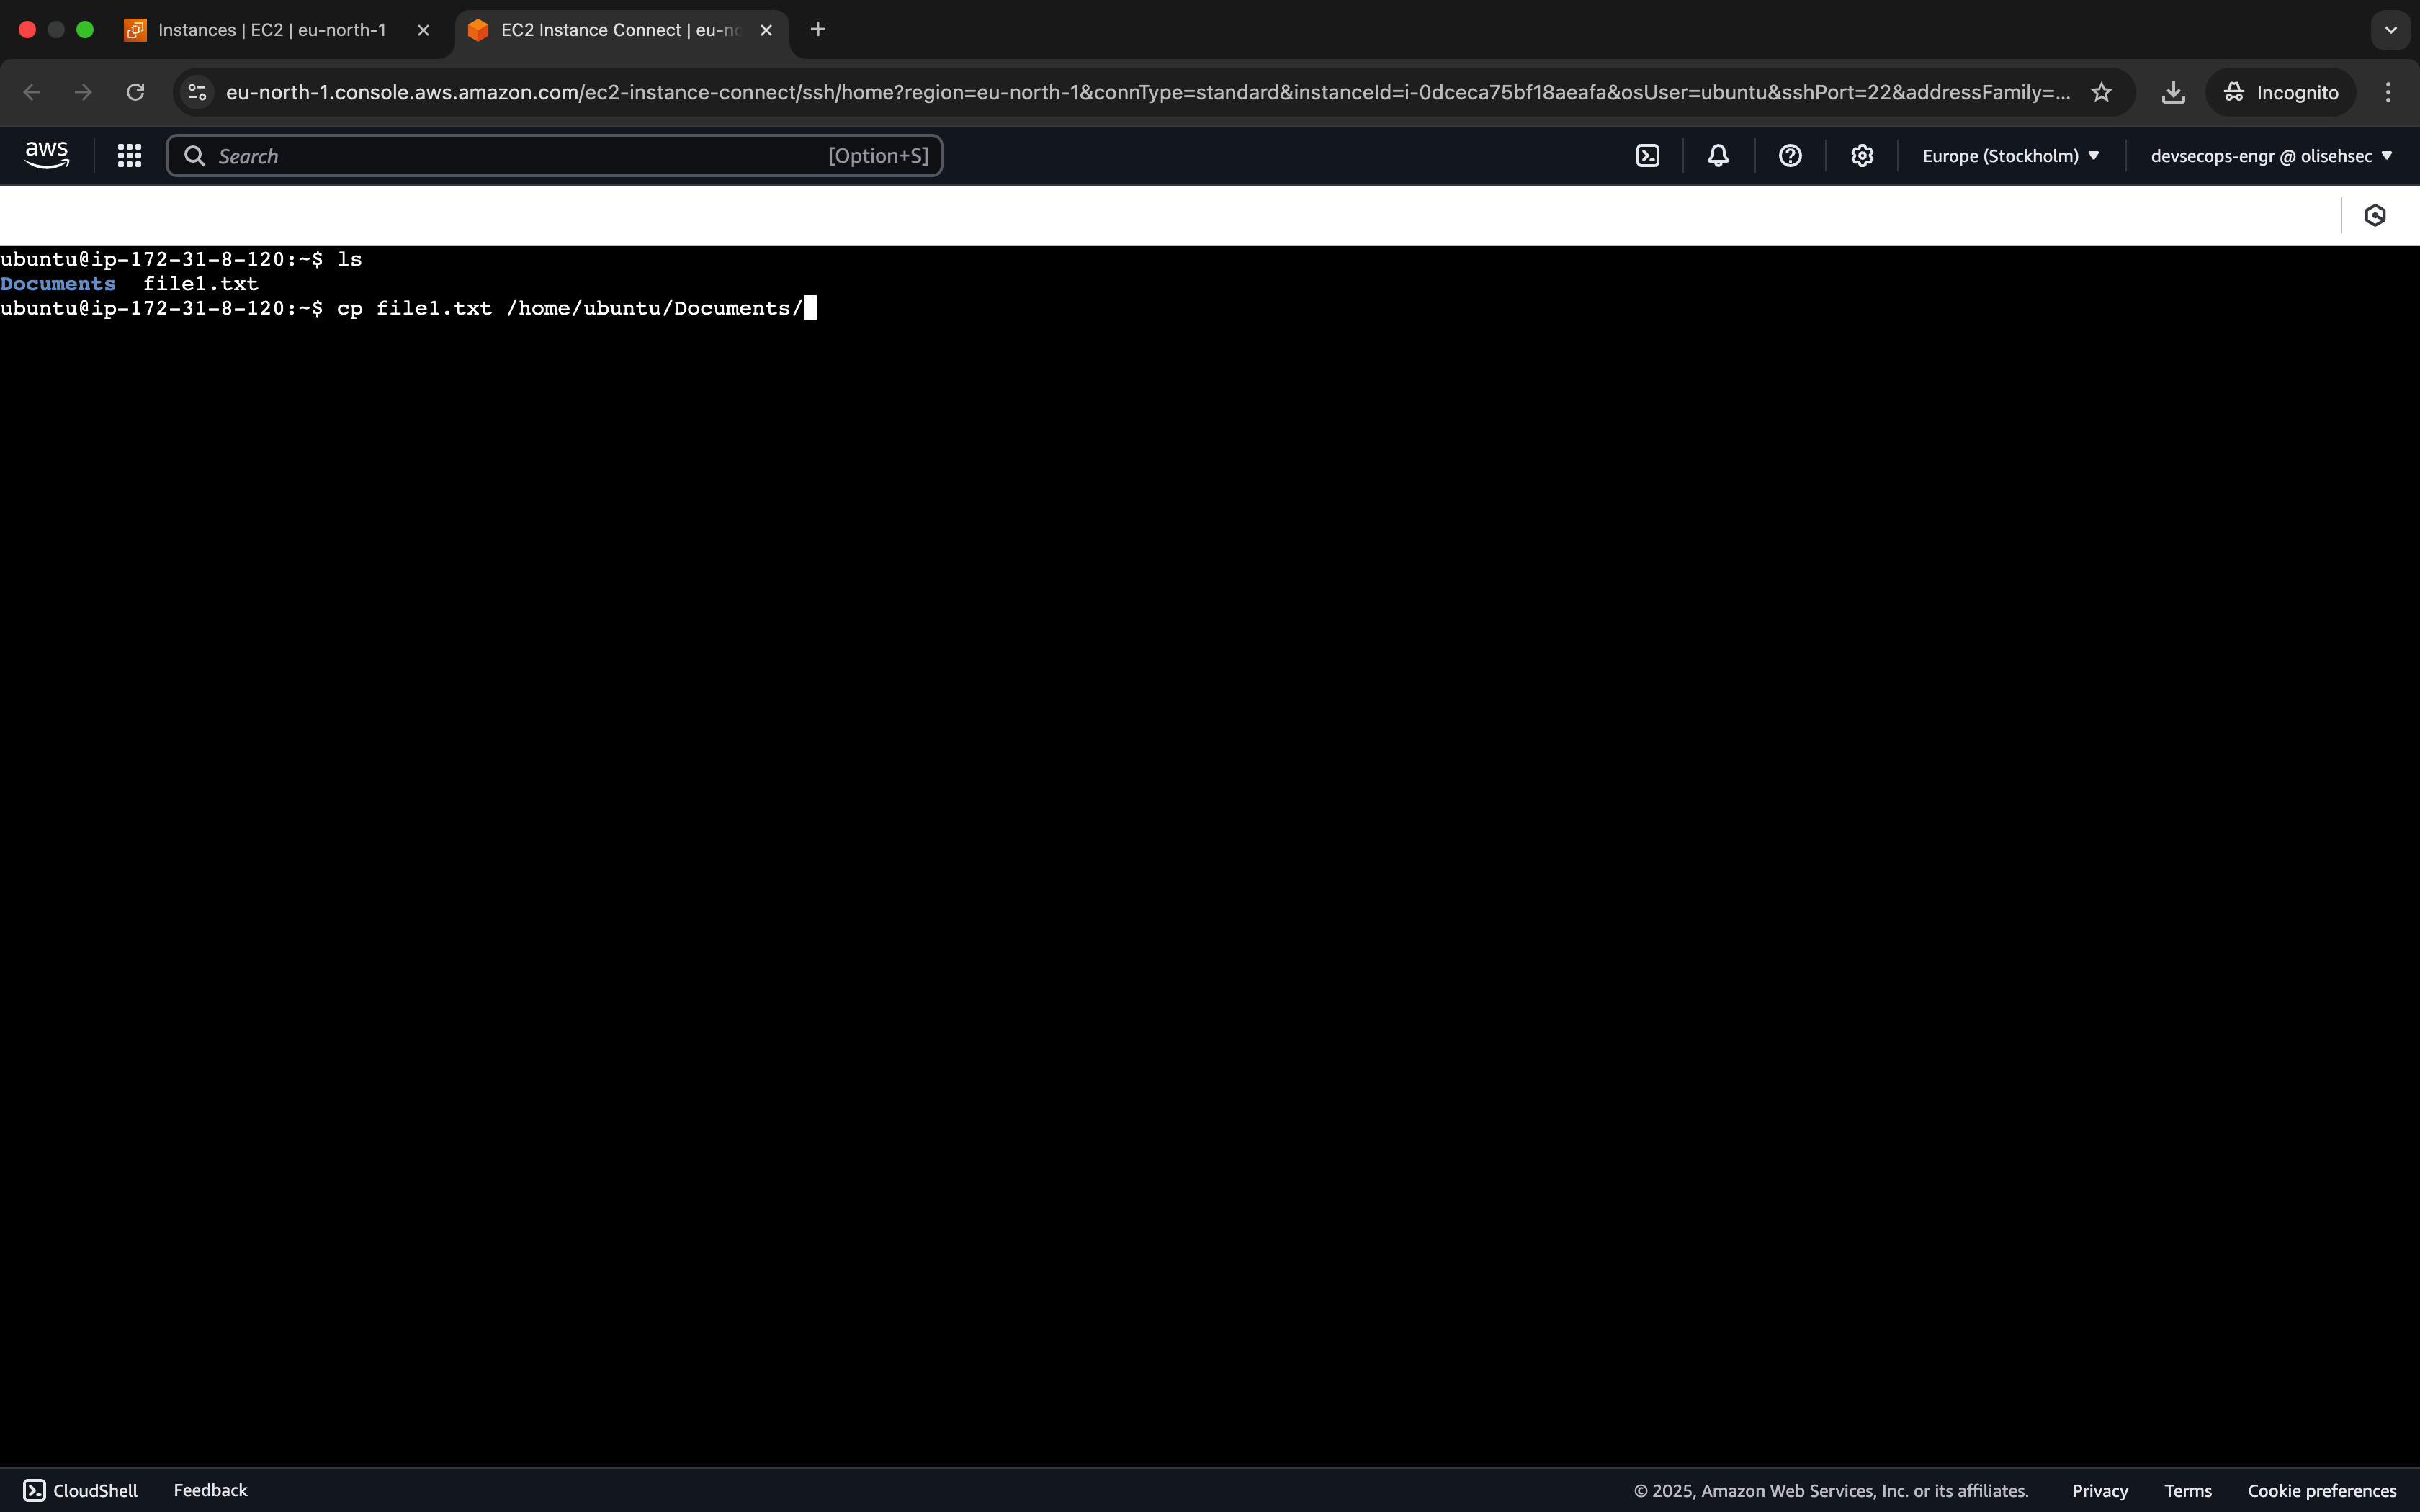 Instances | EC2 | eu-north-1
EC2 Instance Connect | eu-no
eu-north-1.console.aws.amazon.com/ec2-instance-connect/ssh/home?region=eu-north-1&connType=standard&instanceId=i-0dceca75bf18aeafa&osUser=ubuntu&sshPort=22&addressFamily=...
Incognito
aws
Search
[Option+S]
Europe (Stockholm)
devsecops-engr @ olisehsec
ubuntu@ip-172-31-8-120:~$ ls
Documents  file1.txt
ubuntu@ip-172-31-8-120:~$ cp file1.txt /home/ubuntu/Documents/
CloudShell
Feedback
© 2025, Amazon Web Services, Inc. or its affiliates.
Privacy
Terms
Cookie preferences